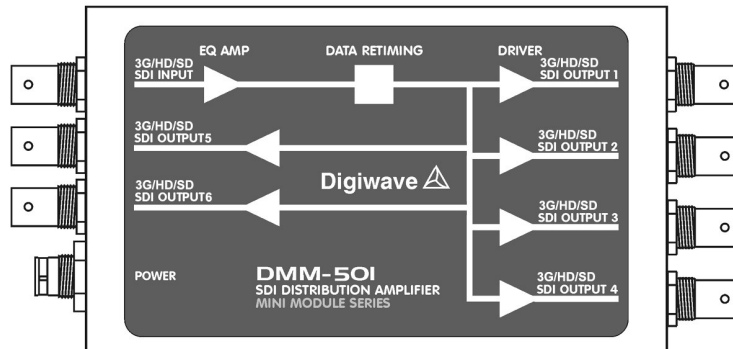 EQ AMP
DATA RETIMING
DRIVER
3G/HD/SD
SDI INPUT
3G/HD/SD
SDI OUTPUT 1
3G/HD/SD
SDI OUTPUT5
3G/HD/SD
SDI OUTPUT 2
3G/HD/SD
SDI OUTPUT6
Digiwave
3G/HD/SD
SDI OUTPUT 3
POWER
DMM-501
SDI DISTRIBUTION AMPLIFIER
MINI MODULE SERIES
3G/HD/SD
SDI OUTPUT 4